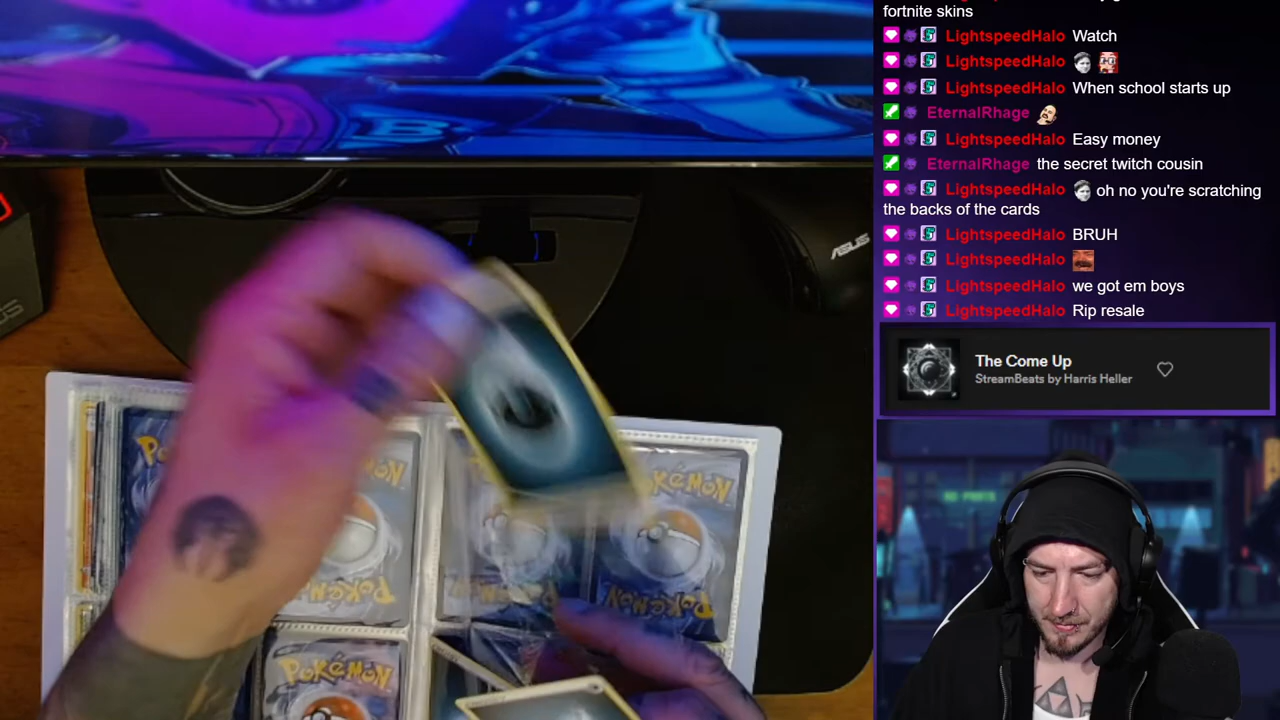 fortnite skins
LightspeedHalo Watch
LightspeedHalo
LightspeedHalo When school starts up
EternalRhage
LightspeedHalo Easy money
EternalRhage the secret twitch cousin
LightspeedHalo oh no you're scratching
the backs of the cards
LightspeedHalo BRUH
LightspeedHalo
LightspeedHalo we got em boys
LightspeedHalo Rip resale
The Come Up
StreamBeats by Harris Heller
ASUS
POKéMON
POKéMON
POKéMON
POKéMON
POKéMON
POKéMON